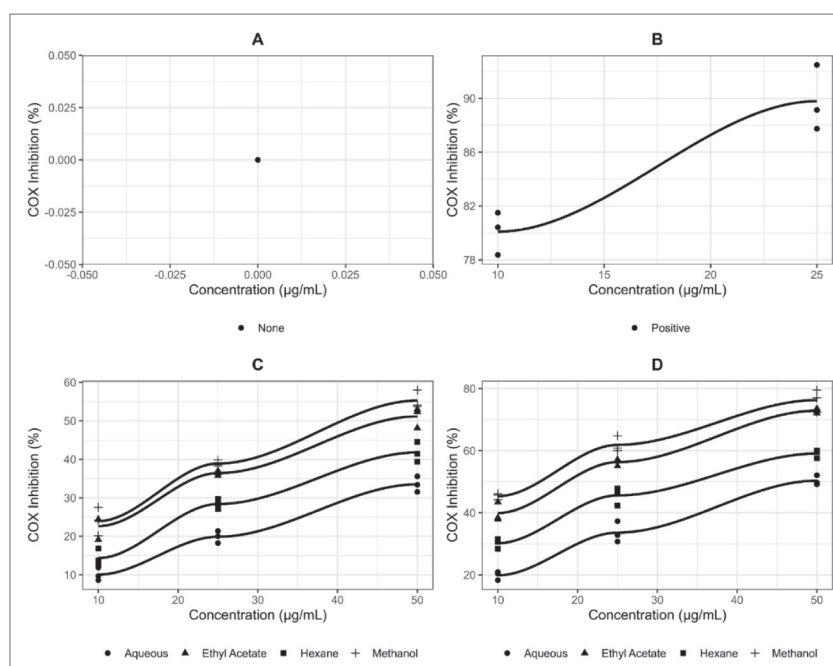 A
COX Inhibition (%)
0.050
0.025
0.000
-0.025
-0.050
-0.050 -0.025 0.000 0.025 0.050
Concentration (µg/mL)
None
B
COX Inhibition (%)
90
86
82
78
10 15 20 25
Concentration (µg/mL)
Positive
C
COX Inhibition (%)
60
50
40
30
20
10
10 20 30 40 50
Concentration (µg/mL)
Aqueous Ethyl Acetate Hexane Methanol
D
COX Inhibition (%)
80
60
40
20
10 20 30 40 50
Concentration (µg/mL)
Aqueous Ethyl Acetate Hexane Methanol